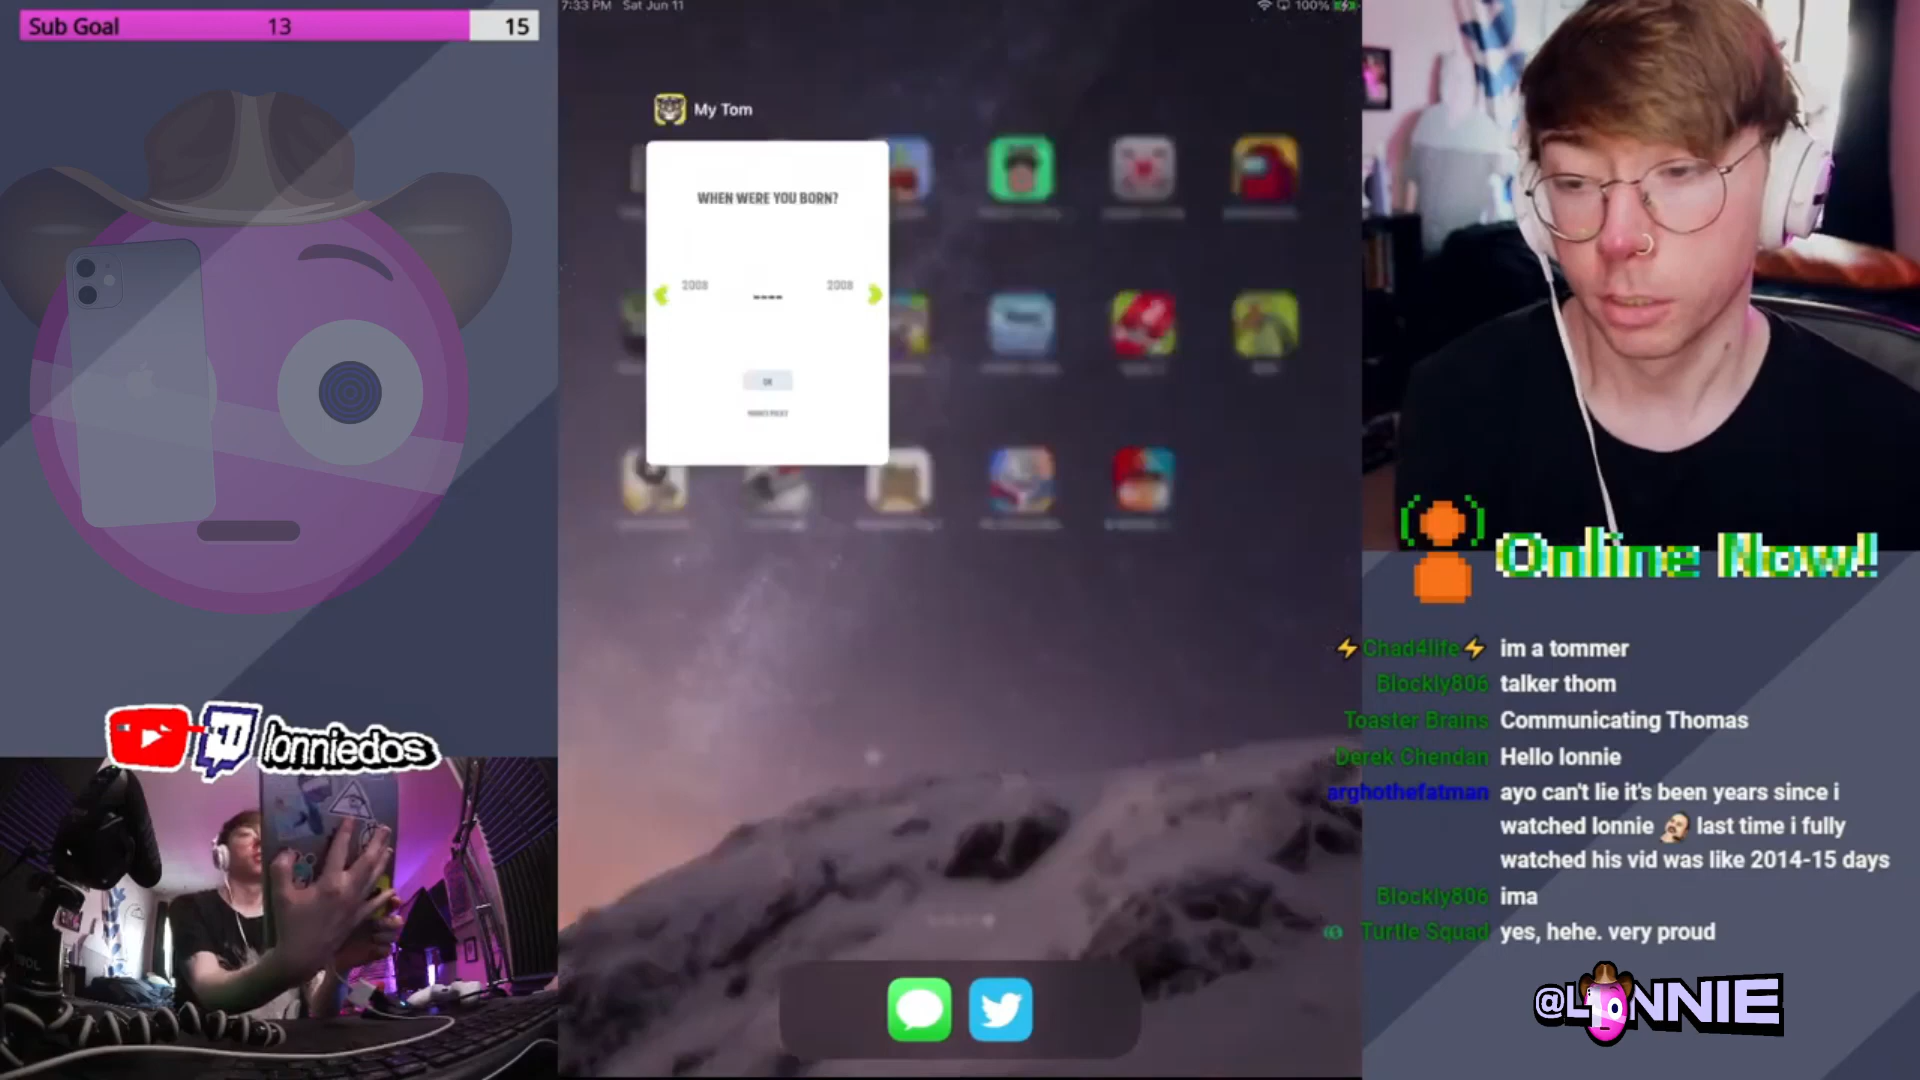 Sub Goal 13 15
7:33 PM Sat Jun 11
100%
My Tom
WHEN WERE YOU BORN?
2008 ---- 2008
OK
lonniedos
Online Now!
⚡Chad4life⚡ im a tommer
Blockly806 talker thom
Toaster Brains Communicating Thomas
Derek Chendan Hello lonnie
arghothefatman ayo can't lie it's been years since i
watched lonnie last time i fully
watched his vid was like 2014-15 days
Blockly806 ima
Turtle Squad yes, hehe. very proud
@LONNIE